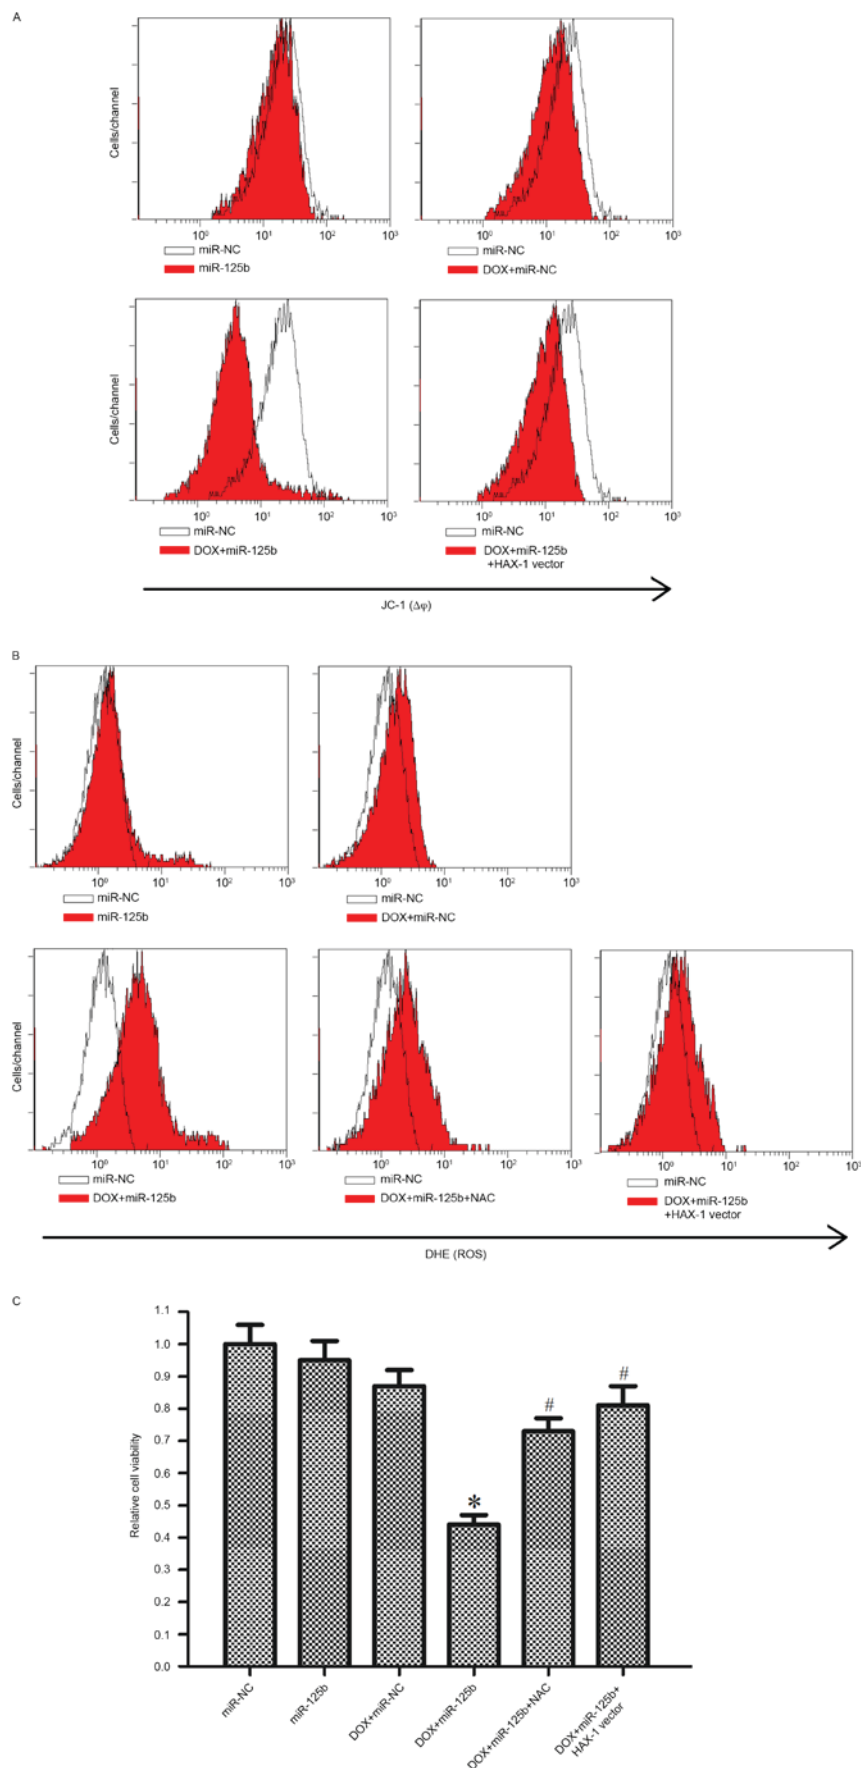 A
Cells/channel
10⁰ 10¹ 10² 10³
10⁰ 10¹ 10² 10³
miR-NC
miR-NC
miR-125b
DOX+miR-NC
Cells/channel
10⁰ 10¹ 10² 10³
10⁰ 10¹ 10² 10³
miR-NC
miR-NC
DOX+miR-125b
DOX+miR-125b
+HAX-1 vector
JC-1 (Δφ)
B
Cells/channel
10⁰ 10¹ 10² 10³
10⁰ 10¹ 10² 10³
miR-NC
miR-NC
miR-125b
DOX+miR-NC
Cells/channel
10⁰ 10¹ 10² 10³
10⁰ 10¹ 10² 10³
10⁰ 10¹ 10² 10³
miR-NC
miR-NC
miR-NC
DOX+miR-125b
DOX+miR-125b+NAC
DOX+miR-125b
+HAX-1 vector
DHE (ROS)
C
Relative cell viability
1.1
1.0
0.9
0.8
0.7
0.6
0.5
0.4
0.3
0.2
0.1
0.0
*
#
#
miR-NC
miR-125b
DOX+miR-NC
DOX+miR-125b
DOX+miR-125b+NAC
DOX+miR-125b+
HAX-1 vector